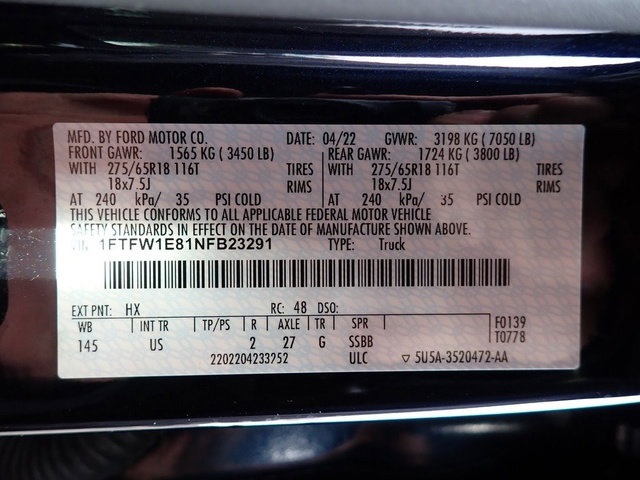 MFD. BY FORD MOTOR CO. DATE: 04/22 GVWR: 3198 KG ( 7050 LB)
FRONT GAWR: 1565 KG ( 3450 LB) REAR GAWR: 1724 KG ( 3800 LB)
WITH 275/65R18 116T TIRES WITH 275/65R18 116T TIRES
18x7.5J RIMS 18x7.5J RIMS
AT 240 kPa/ 35 PSI COLD AT 240 kPa/ 35 PSI COLD
THIS VEHICLE CONFORMS TO ALL APPLICABLE FEDERAL MOTOR VEHICLE
SAFETY STANDARDS IN EFFECT ON THE DATE OF MANUFACTURE SHOWN ABOVE.
VIN: 1FTFW1E81NFB23291 TYPE: Truck
EXT PNT: HX RC: 48 DSO:
WB INT TR TP/PS R AXLE TR SPR F0139
145 US 2 27 G SSBB T0778
2202204233252 ULC ▽ 5U5A-3520472-AA